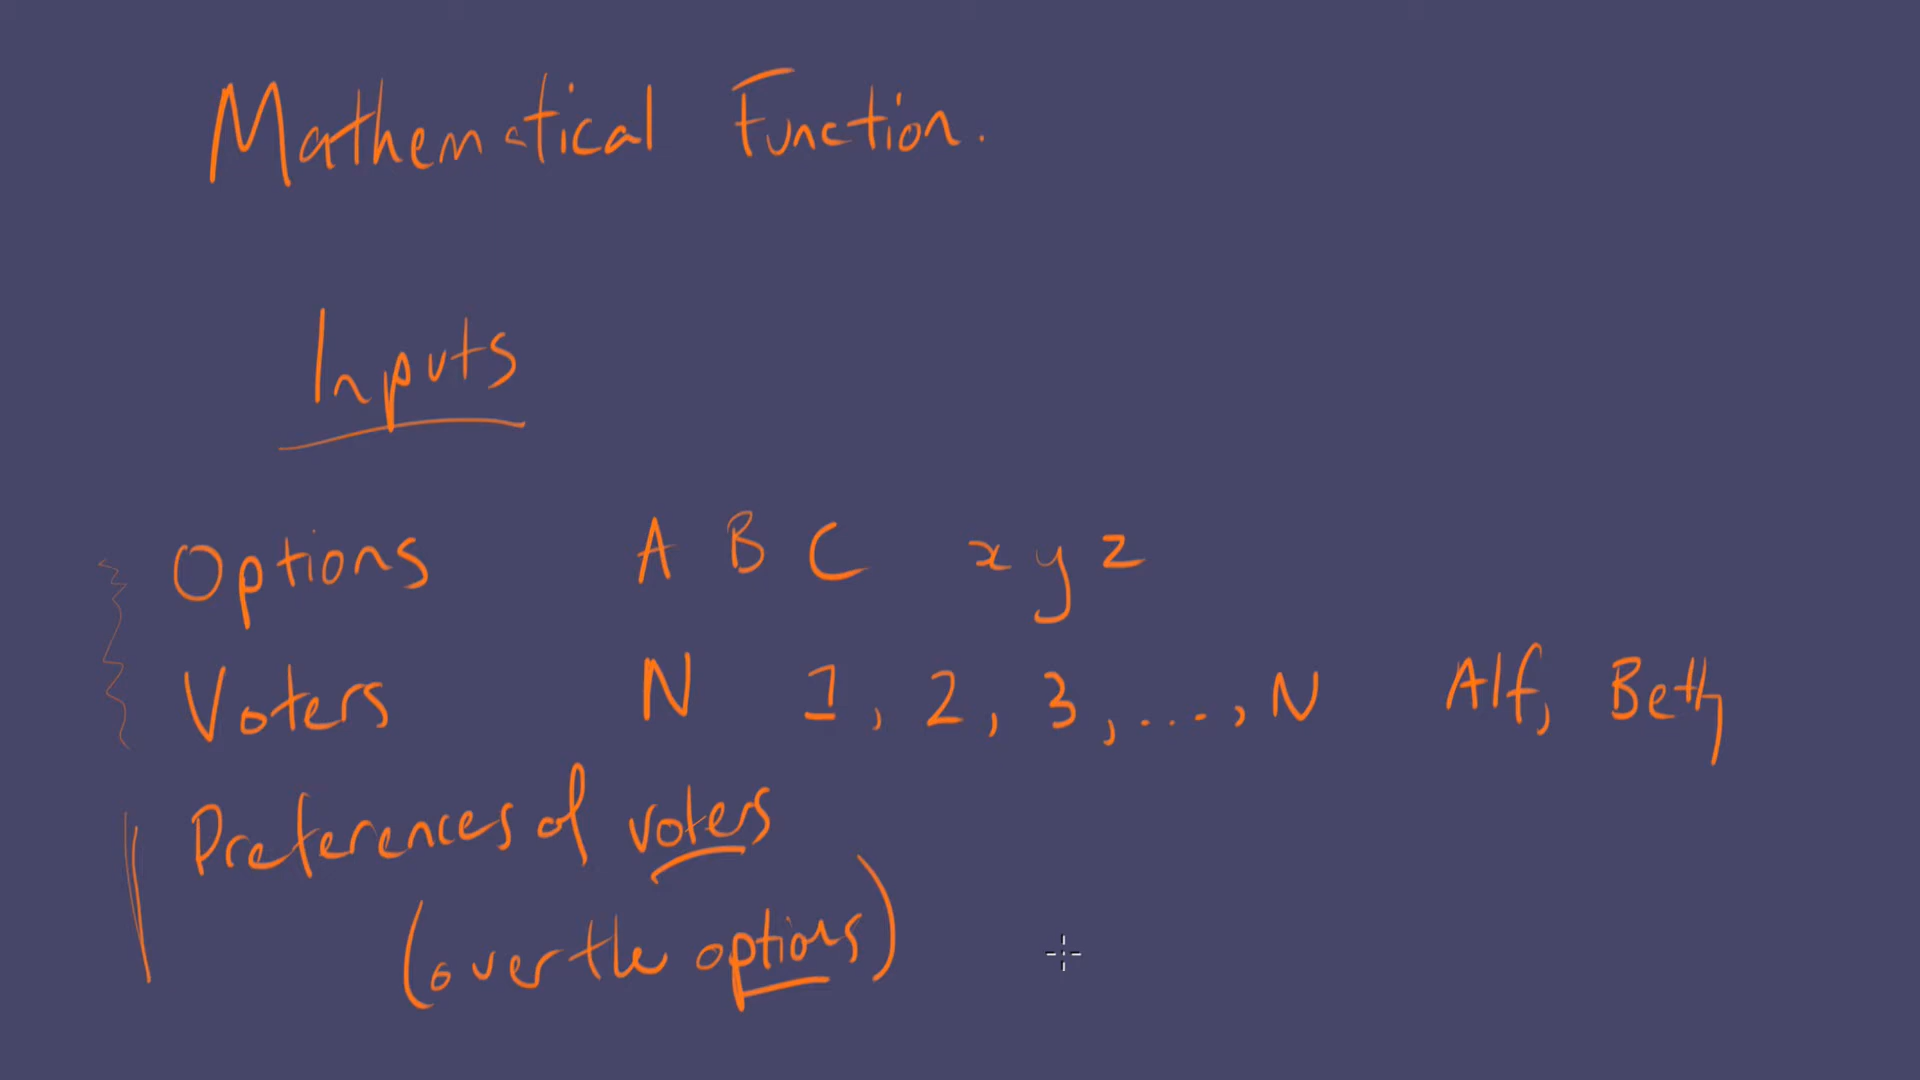 Mathematical Function.
Inputs
Options A B C x y z
Voters N 1, 2, 3, ..., N Alf, Beth
Preferences of voters
(over the options)